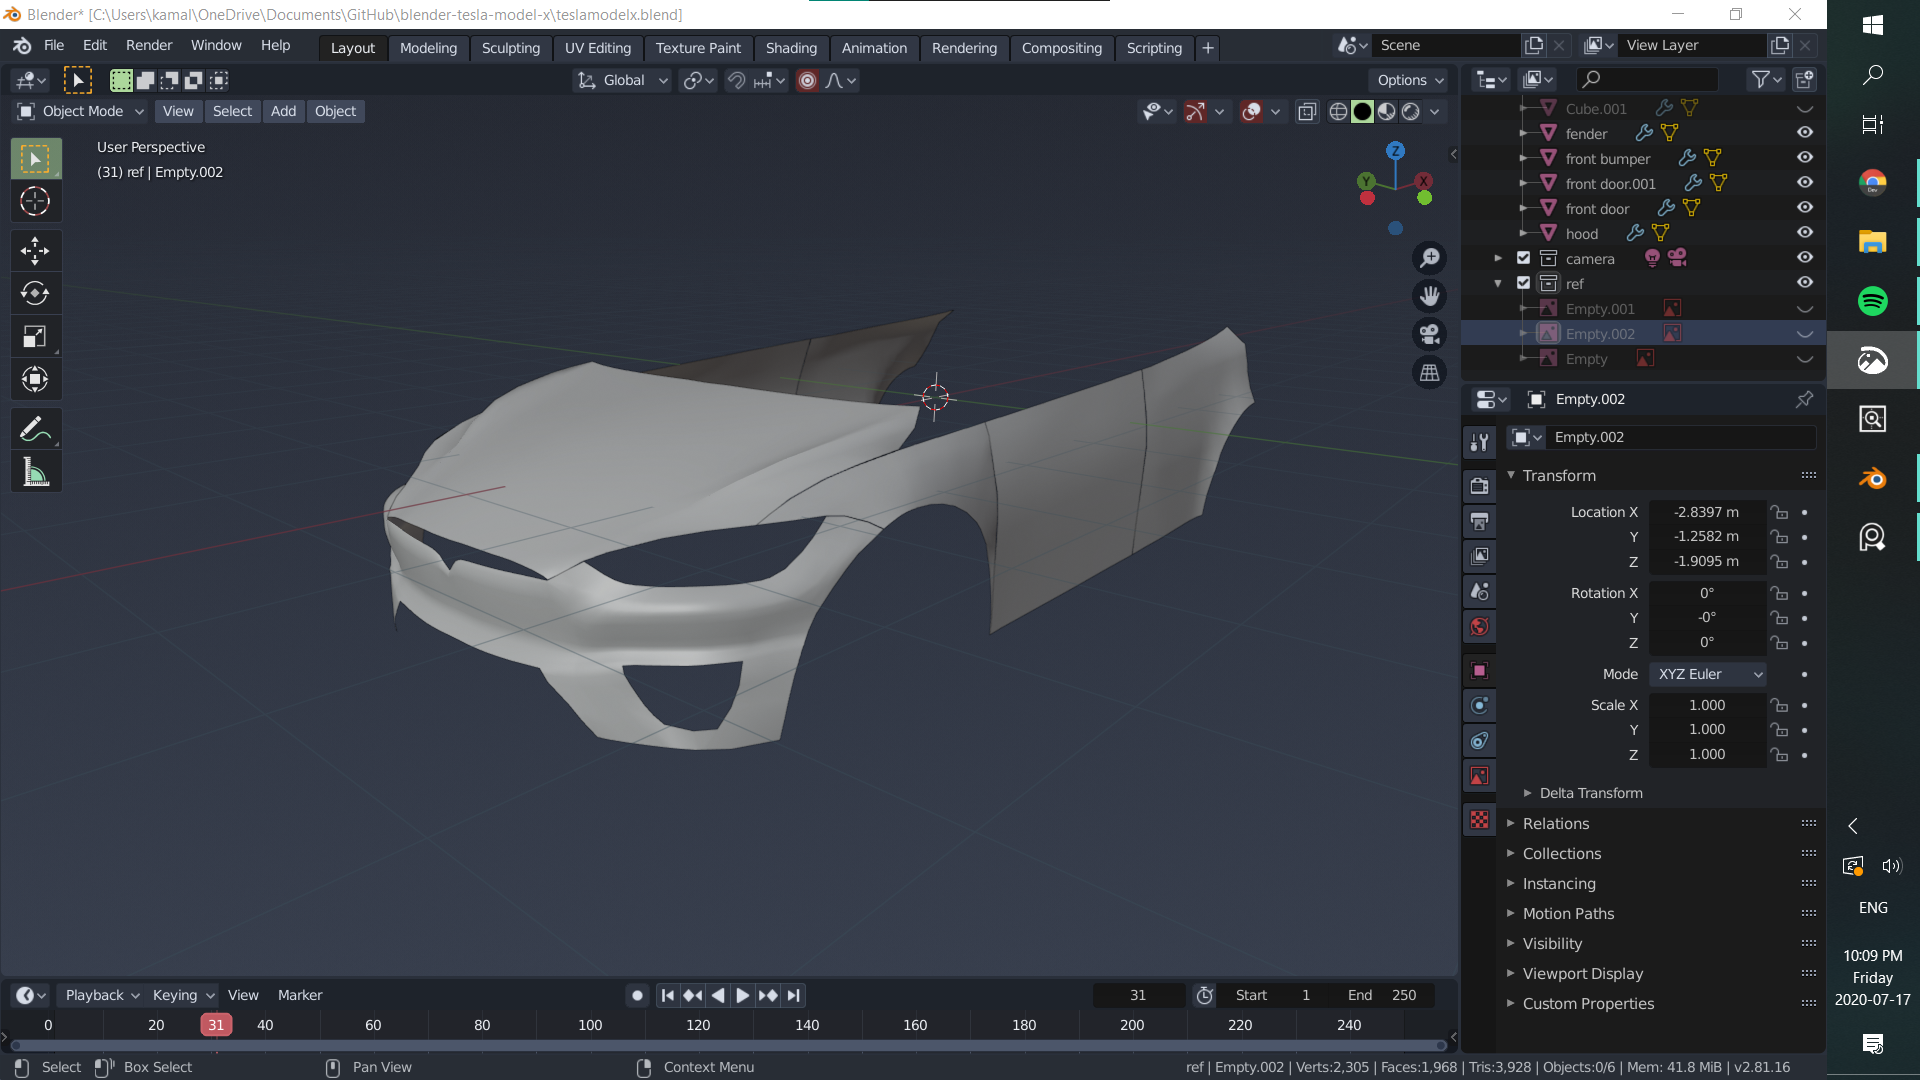 Blender* [C:\Users\kamal\OneDrive\Documents\GitHub\blender-tesla-model-x\teslamodelx.blend]
File Edit Render Window Help Layout Modeling Sculpting UV Editing Texture Paint Shading Animation Rendering Compositing Scripting + Scene View Layer
Global Options
Object Mode View Select Add Object
User Perspective
(31) ref | Empty.002
Z
Y X
Cube.001
fender
front bumper
front door.001
front door
hood
camera
ref
Empty.001
Empty.002
Empty
Empty.002
Empty.002
Transform
Location X -2.8397 m
Y -1.2582 m
Z -1.9095 m
Rotation X 0°
Y -0°
Z 0°
Mode XYZ Euler
Scale X 1.000
Y 1.000
Z 1.000
Delta Transform
Relations
Collections
Instancing
Motion Paths
Visibility
Viewport Display
Custom Properties
Playback Keying View Marker 31 Start 1 End 250
0 20 31 40 60 80 100 120 140 160 180 200 220 240
Select Box Select Pan View Context Menu ref | Empty.002 | Verts:2,305 | Faces:1,968 | Tris:3,928 | Objects:0/6 | Mem: 41.8 MiB | v2.81.16
Dev
ENG
10:09 PM
Friday
2020-07-17